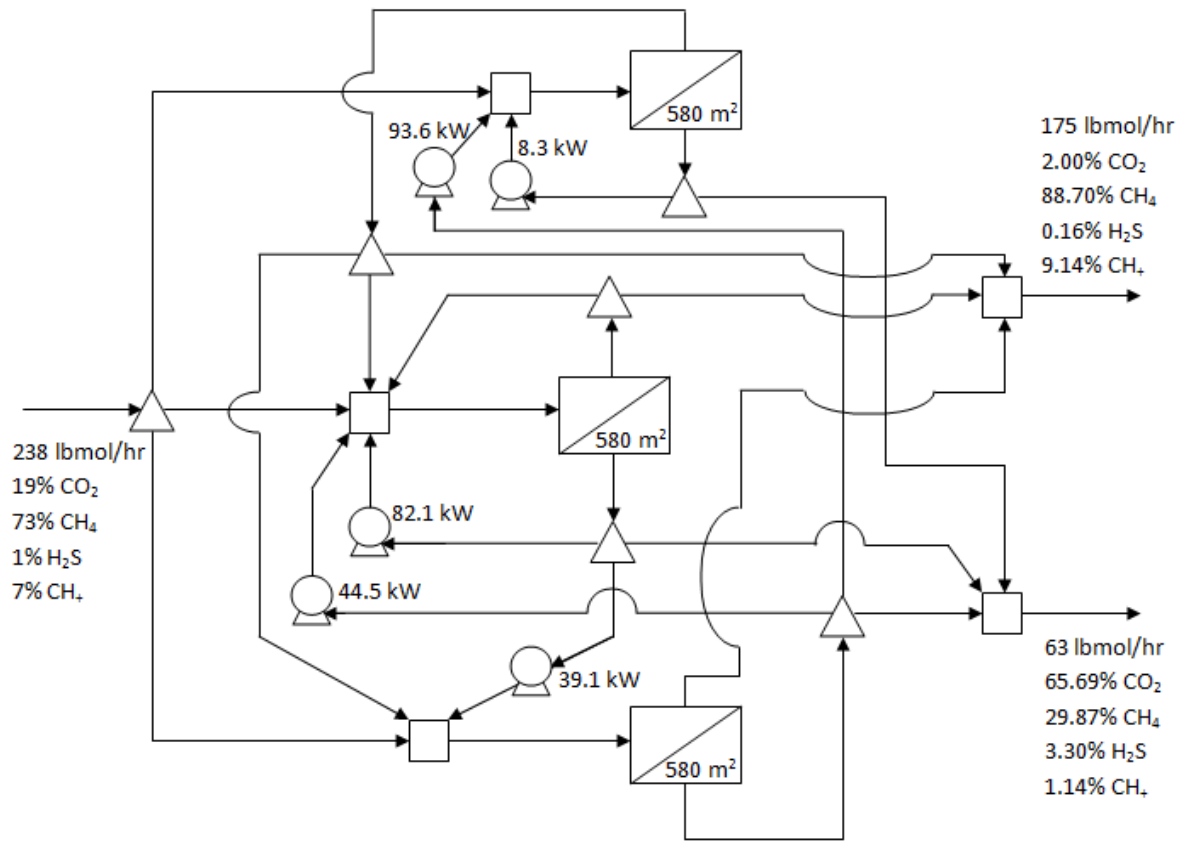 580 m²
93.6 kW
8.3 kW
175 lbmol/hr
2.00% CO₂
88.70% CH₄
0.16% H₂S
9.14% CH₊
580 m²
238 lbmol/hr
19% CO₂
73% CH₄
1% H₂S
7% CH₊
82.1 kW
44.5 kW
39.1 kW
63 lbmol/hr
65.69% CO₂
29.87% CH₄
3.30% H₂S
1.14% CH₊
580 m²